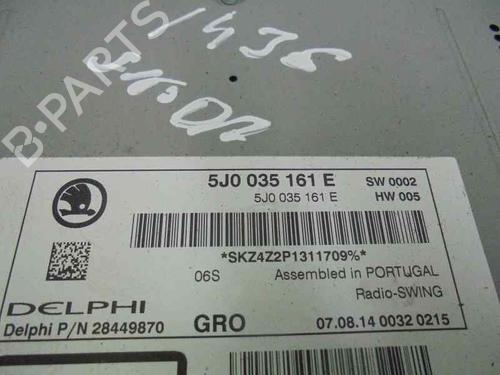 B-PARTS
1436
5J0 035 161 E SW 0002
5J0 035 161 E HW 005
*SKZ4Z2P1311709%*
06S Assembled in PORTUGAL
Radio-SWING
DELPHI
Delphi P/N 28449870 GRO 07.08.14 0032 0215